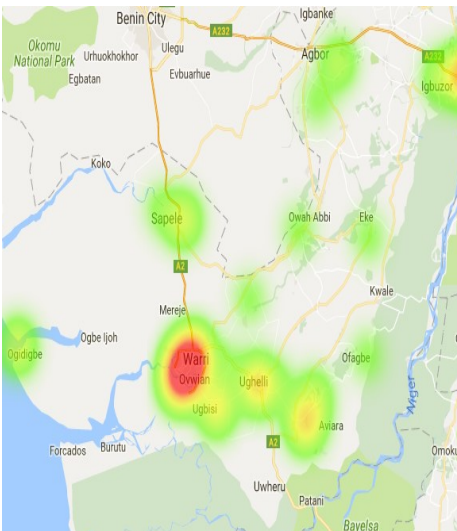 Benin City
Igbanke
A232
Okomu
National Park
Urhuokhokhor
Ulegu
Agbor
A232
Egbatan
Evbuarhue
Igbuzor
Koko
Sapele
Owah Abbi
Eke
A2
Kwale
Mereje
Ogbe Ijoh
Ogidigbe
Warri
Ovwian
Ofagbe
Ughelli
Niger
Ugbisi
Aviara
A2
Forcados
Burutu
Omoku
Uwheru
Patani
Bayelsa